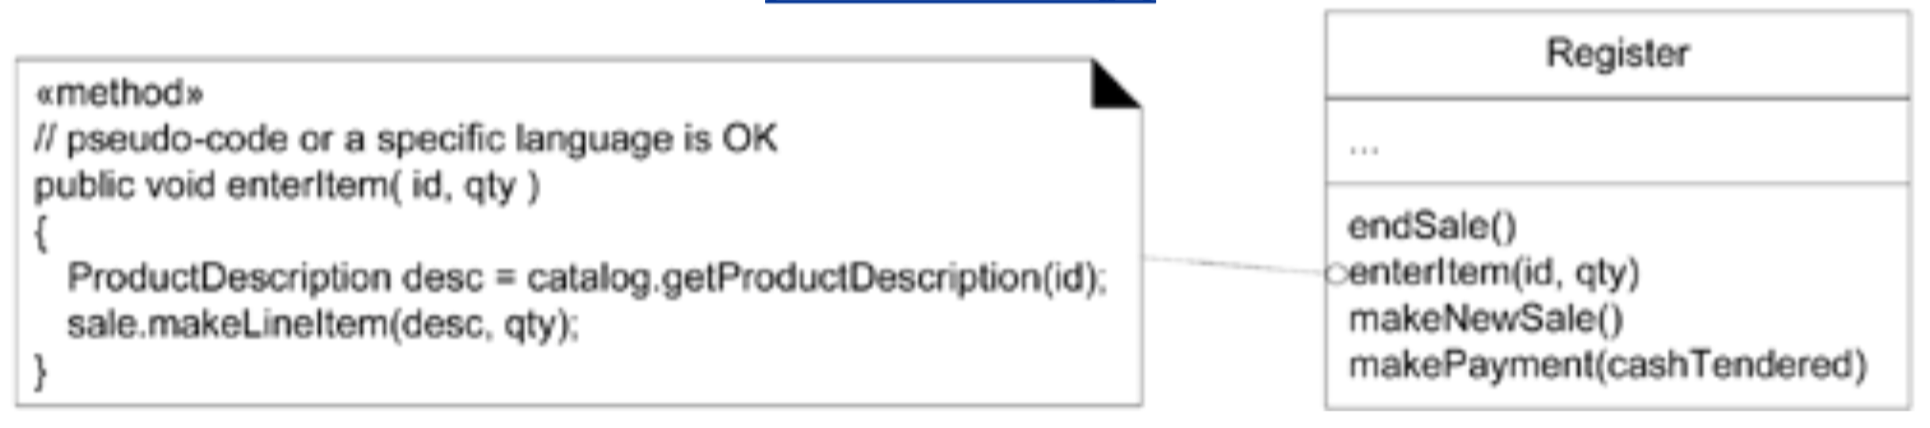 «method»
// pseudo-code or a specific language is OK
public void enterItem( id, qty )
{
ProductDescription desc = catalog.getProductDescription(id);
sale.makeLineItem(desc, qty);
}
Register
...
endSale()
enterItem(id, qty)
makeNewSale()
makePayment(cashTendered)